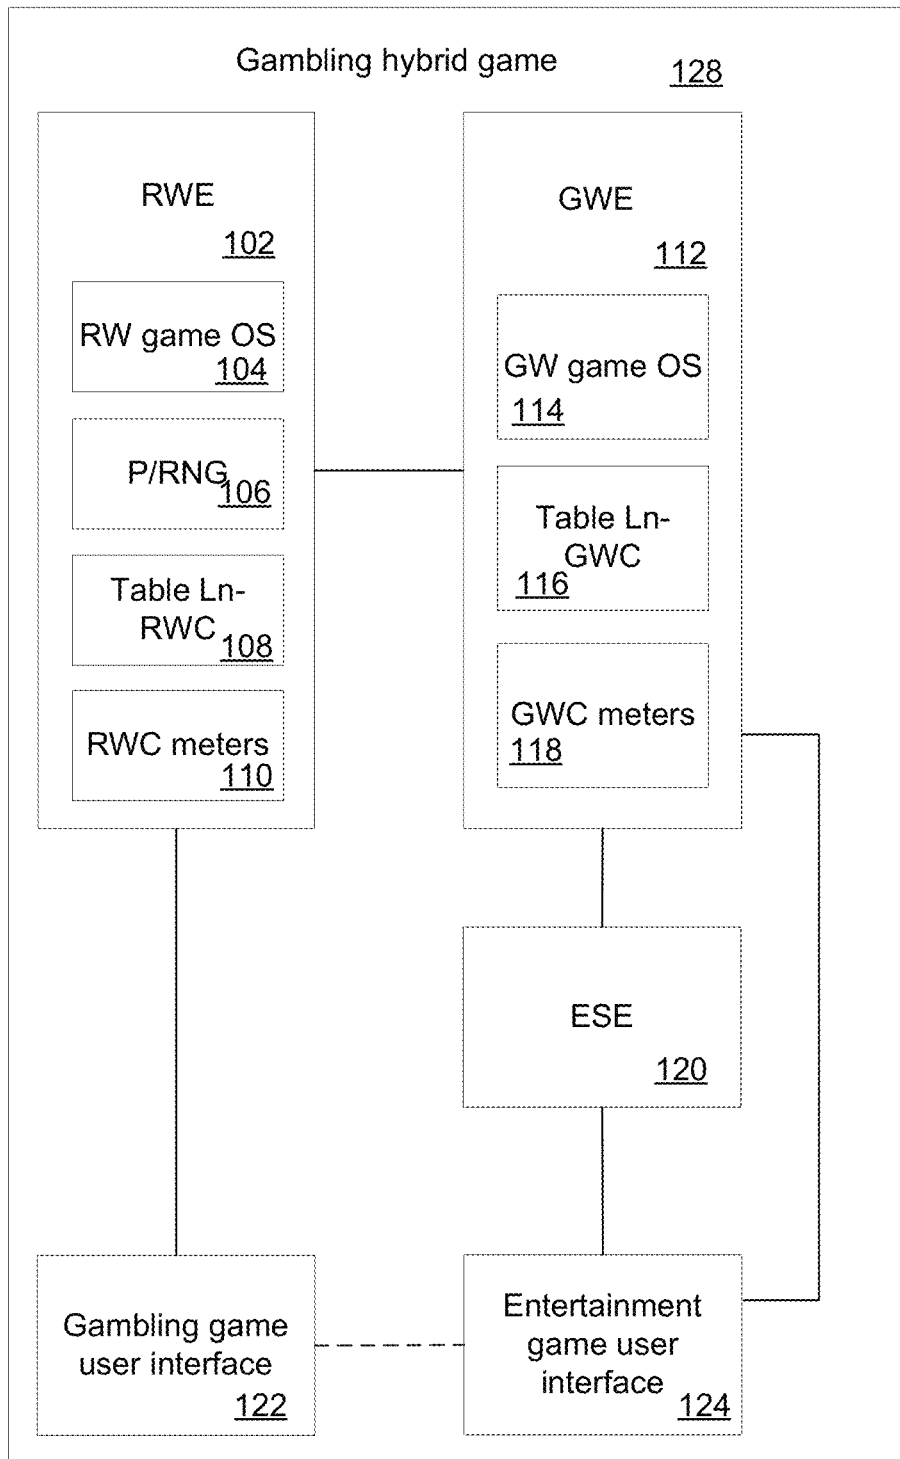 Gambling hybrid game
128
RWE
102
RW game OS
104
P/RNG
106
Table Ln-
RWC
108
RWC meters
110
GWE
112
GW game OS
114
Table Ln-
GWC
116
GWC meters
118
ESE
120
Gambling game
user interface
122
Entertainment
game user
interface
124